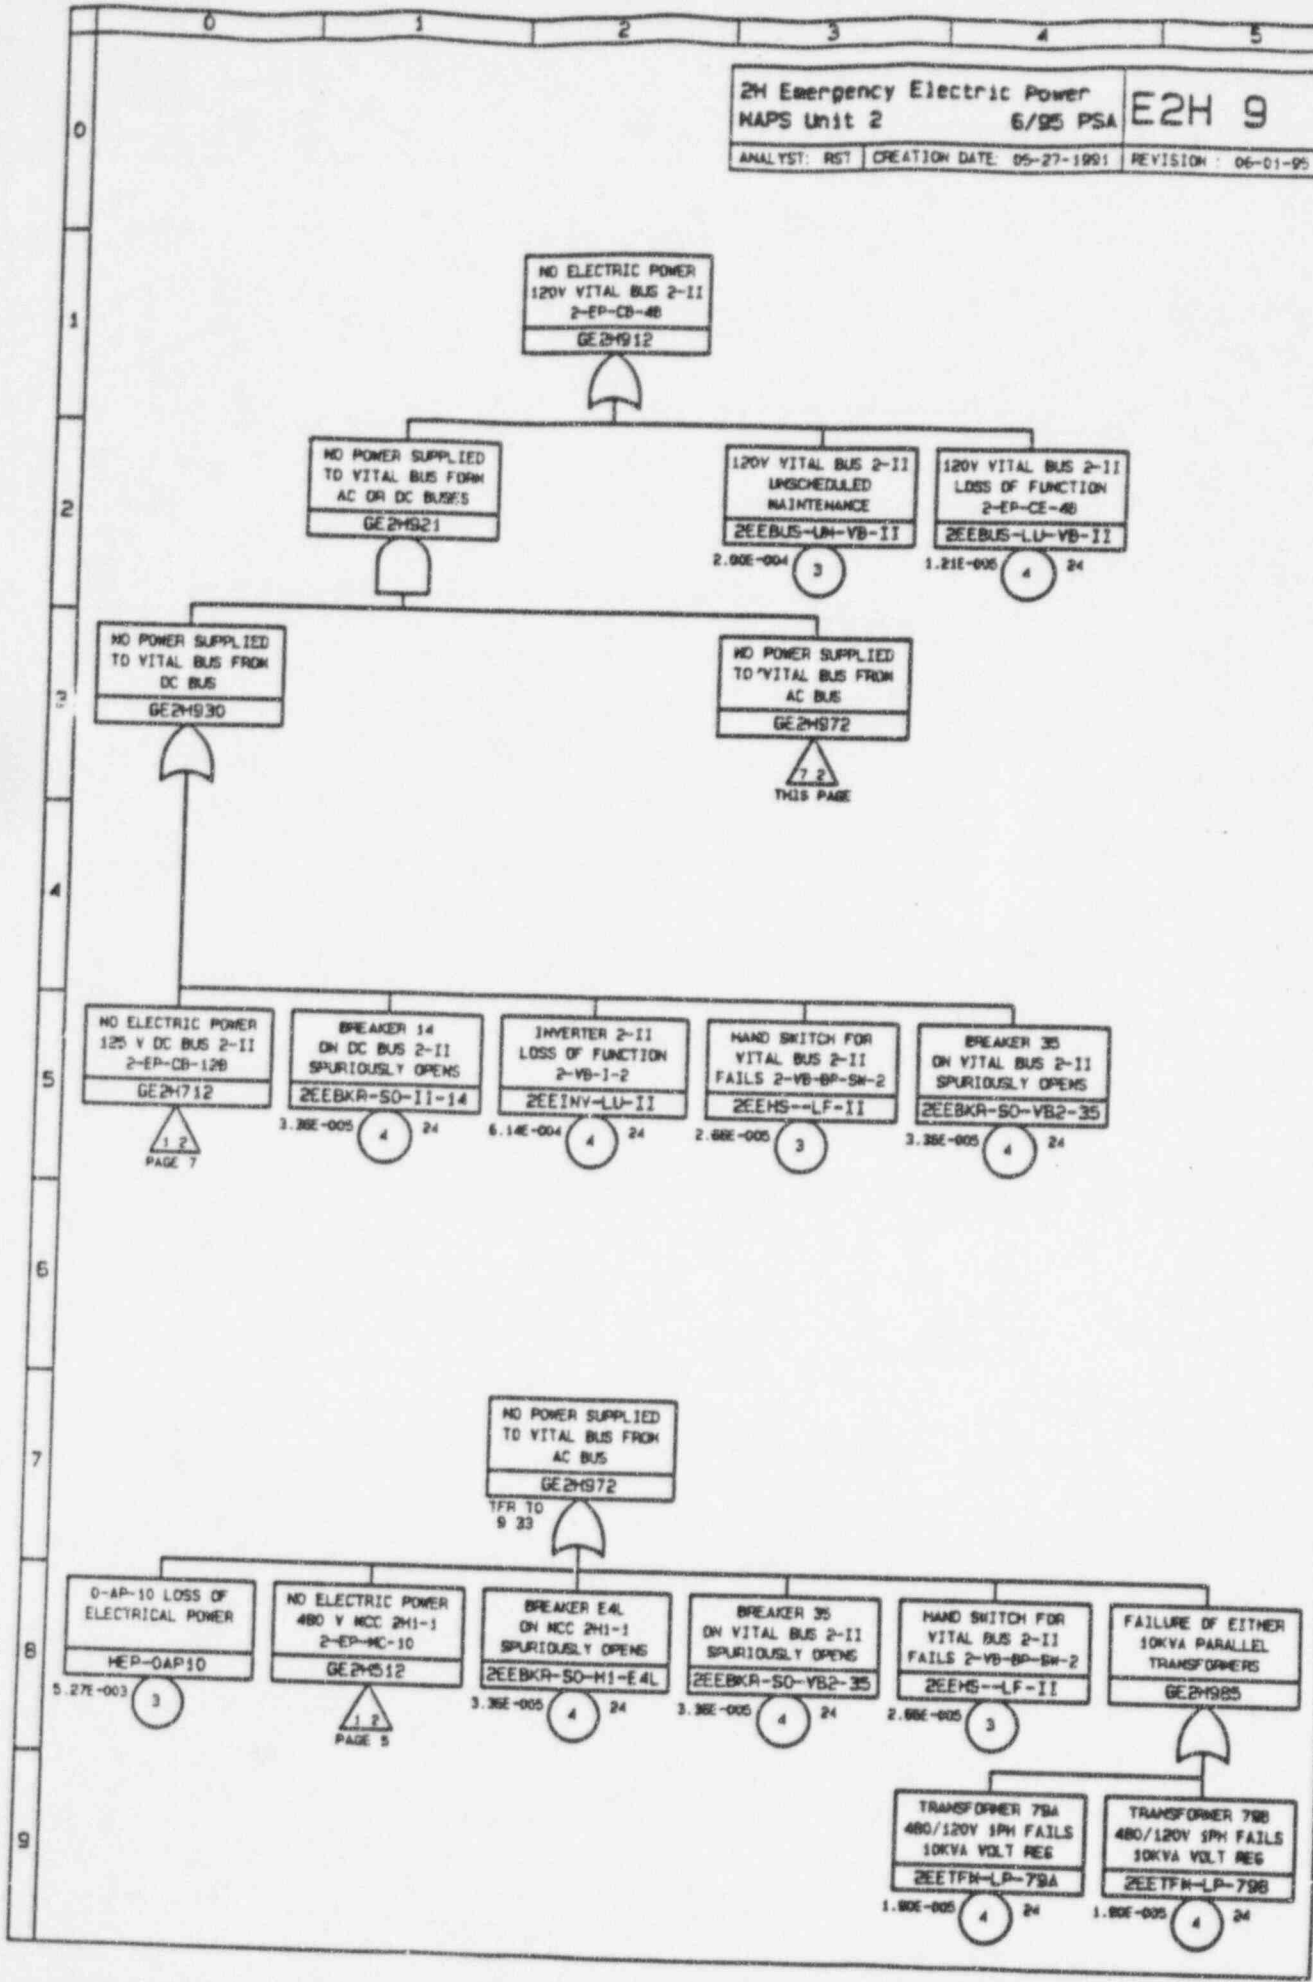 0 1 2 3 4 5
2H Emergency Electric Power
NAPS Unit 2 6/95 PSA
E2H 9
ANALYST: RST CREATION DATE: 05-27-1991 REVISION : 06-01-95
0
1
2
3
4
5
6
7
8
9
NO ELECTRIC POWER
120V VITAL BUS 2-II
2-EP-CB-4B
GE2H912
NO POWER SUPPLIED
TO VITAL BUS FORM
AC OR DC BUSES
GE2H921
120V VITAL BUS 2-II
UNSCHEDULED
MAINTENANCE
2EEBUS-UM-VB-II
2.00E-004 3
120V VITAL BUS 2-II
LOSS OF FUNCTION
2-EP-CE-4B
2EEBUS-LU-VB-II
1.21E-005 4 24
NO POWER SUPPLIED
TO VITAL BUS FROM
DC BUS
GE2H930
NO POWER SUPPLIED
TO VITAL BUS FROM
AC BUS
GE2H972
7 2
THIS PAGE
NO ELECTRIC POWER
125 V DC BUS 2-II
2-EP-CB-12B
GE2H712
1 2
PAGE 7
BREAKER 14
ON DC BUS 2-II
SPURIOUSLY OPENS
2EEBKR-SO-II-14
3.36E-005 4 24
INVERTER 2-II
LOSS OF FUNCTION
2-VB-I-2
2EEINV-LU-II
6.14E-004 4 24
HAND SWITCH FOR
VITAL BUS 2-II
FAILS 2-VB-BP-SW-2
2EEHS--LF-II
2.66E-005 3
BREAKER 35
ON VITAL BUS 2-II
SPURIOUSLY OPENS
2EEBKR-SO-VB2-35
3.36E-005 4 24
NO POWER SUPPLIED
TO VITAL BUS FROM
AC BUS
GE2H972
TFR TO
9 33
0-AP-10 LOSS OF
ELECTRICAL POWER
HEP-0AP10
5.27E-003 3
NO ELECTRIC POWER
480 V MCC 2H1-1
2-EP-MC-10
GE2H512
1 2
PAGE 5
BREAKER E4L
ON MCC 2H1-1
SPURIOUSLY OPENS
2EEBKR-SO-H1-E4L
3.36E-005 4 24
BREAKER 35
ON VITAL BUS 2-II
SPURIOUSLY OPENS
2EEBKR-SO-VB2-35
3.36E-005 4 24
HAND SWITCH FOR
VITAL BUS 2-II
FAILS 2-VB-BP-SW-2
2EEHS--LF-II
2.66E-005 3
FAILURE OF EITHER
10KVA PARALLEL
TRANSFORMERS
GE2H985
TRANSFORMER 79A
480/120V 1PH FAILS
10KVA VOLT REG
2EETFM-LP-79A
1.80E-005 4 24
TRANSFORMER 79B
480/120V 1PH FAILS
10KVA VOLT REG
2EETFM-LP-79B
1.80E-005 4 24